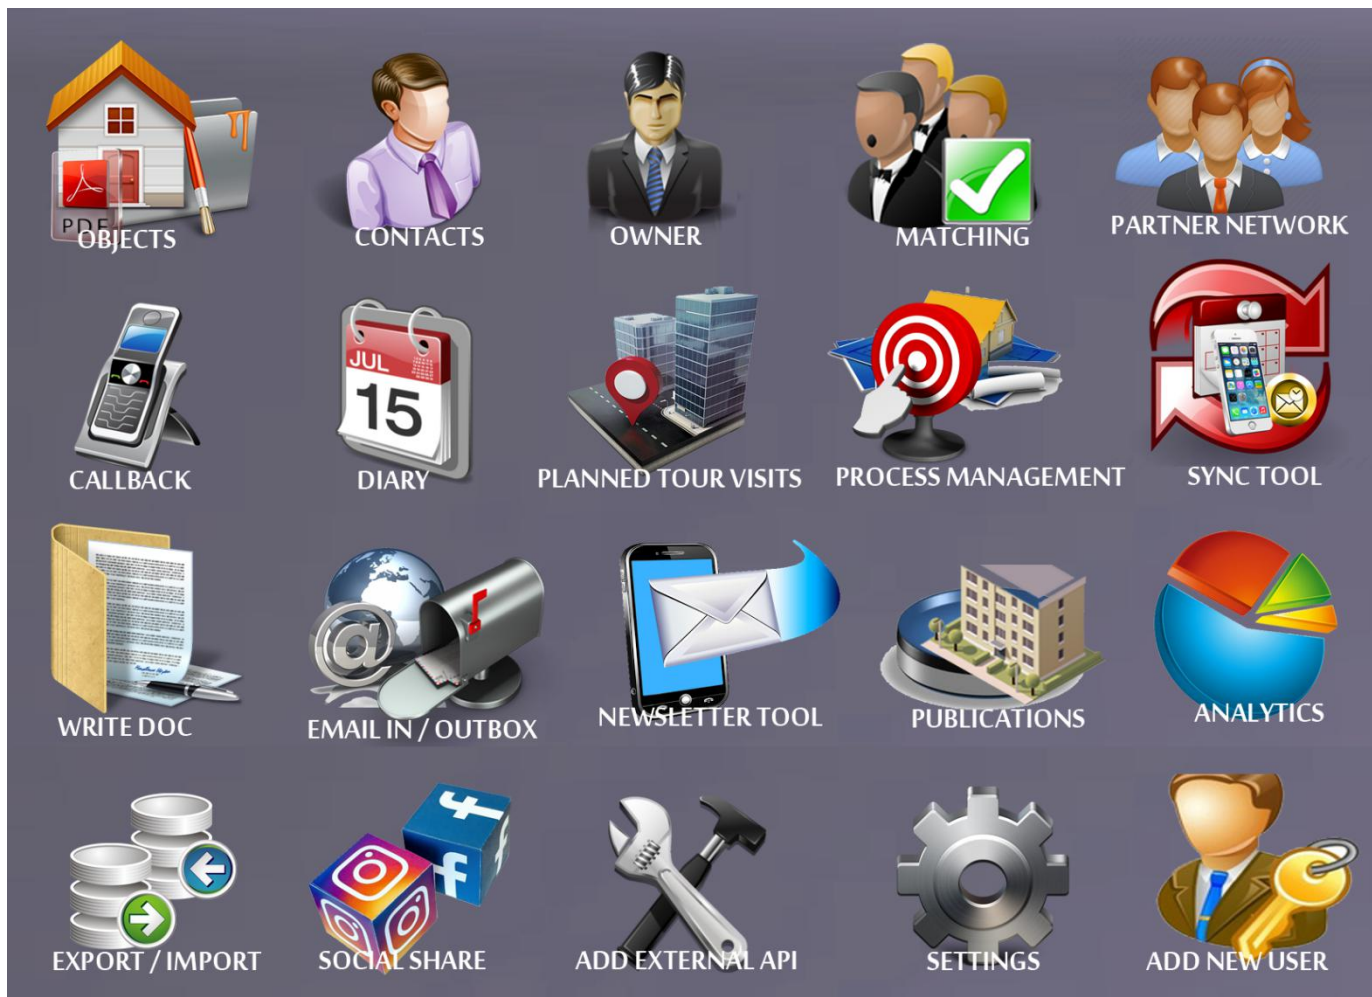 PDF
OBJECTS
CONTACTS
OWNER
MATCHING
PARTNER NETWORK
JUL
15
CALLBACK
DIARY
PLANNED TOUR VISITS
PROCESS MANAGEMENT
SYNC TOOL
WRITE DOC
@
EMAIL IN / OUTBOX
NEWSLETTER TOOL
PUBLICATIONS
ANALYTICS
EXPORT / IMPORT
f
f
f
SOCIAL SHARE
ADD EXTERNAL API
SETTINGS
ADD NEW USER